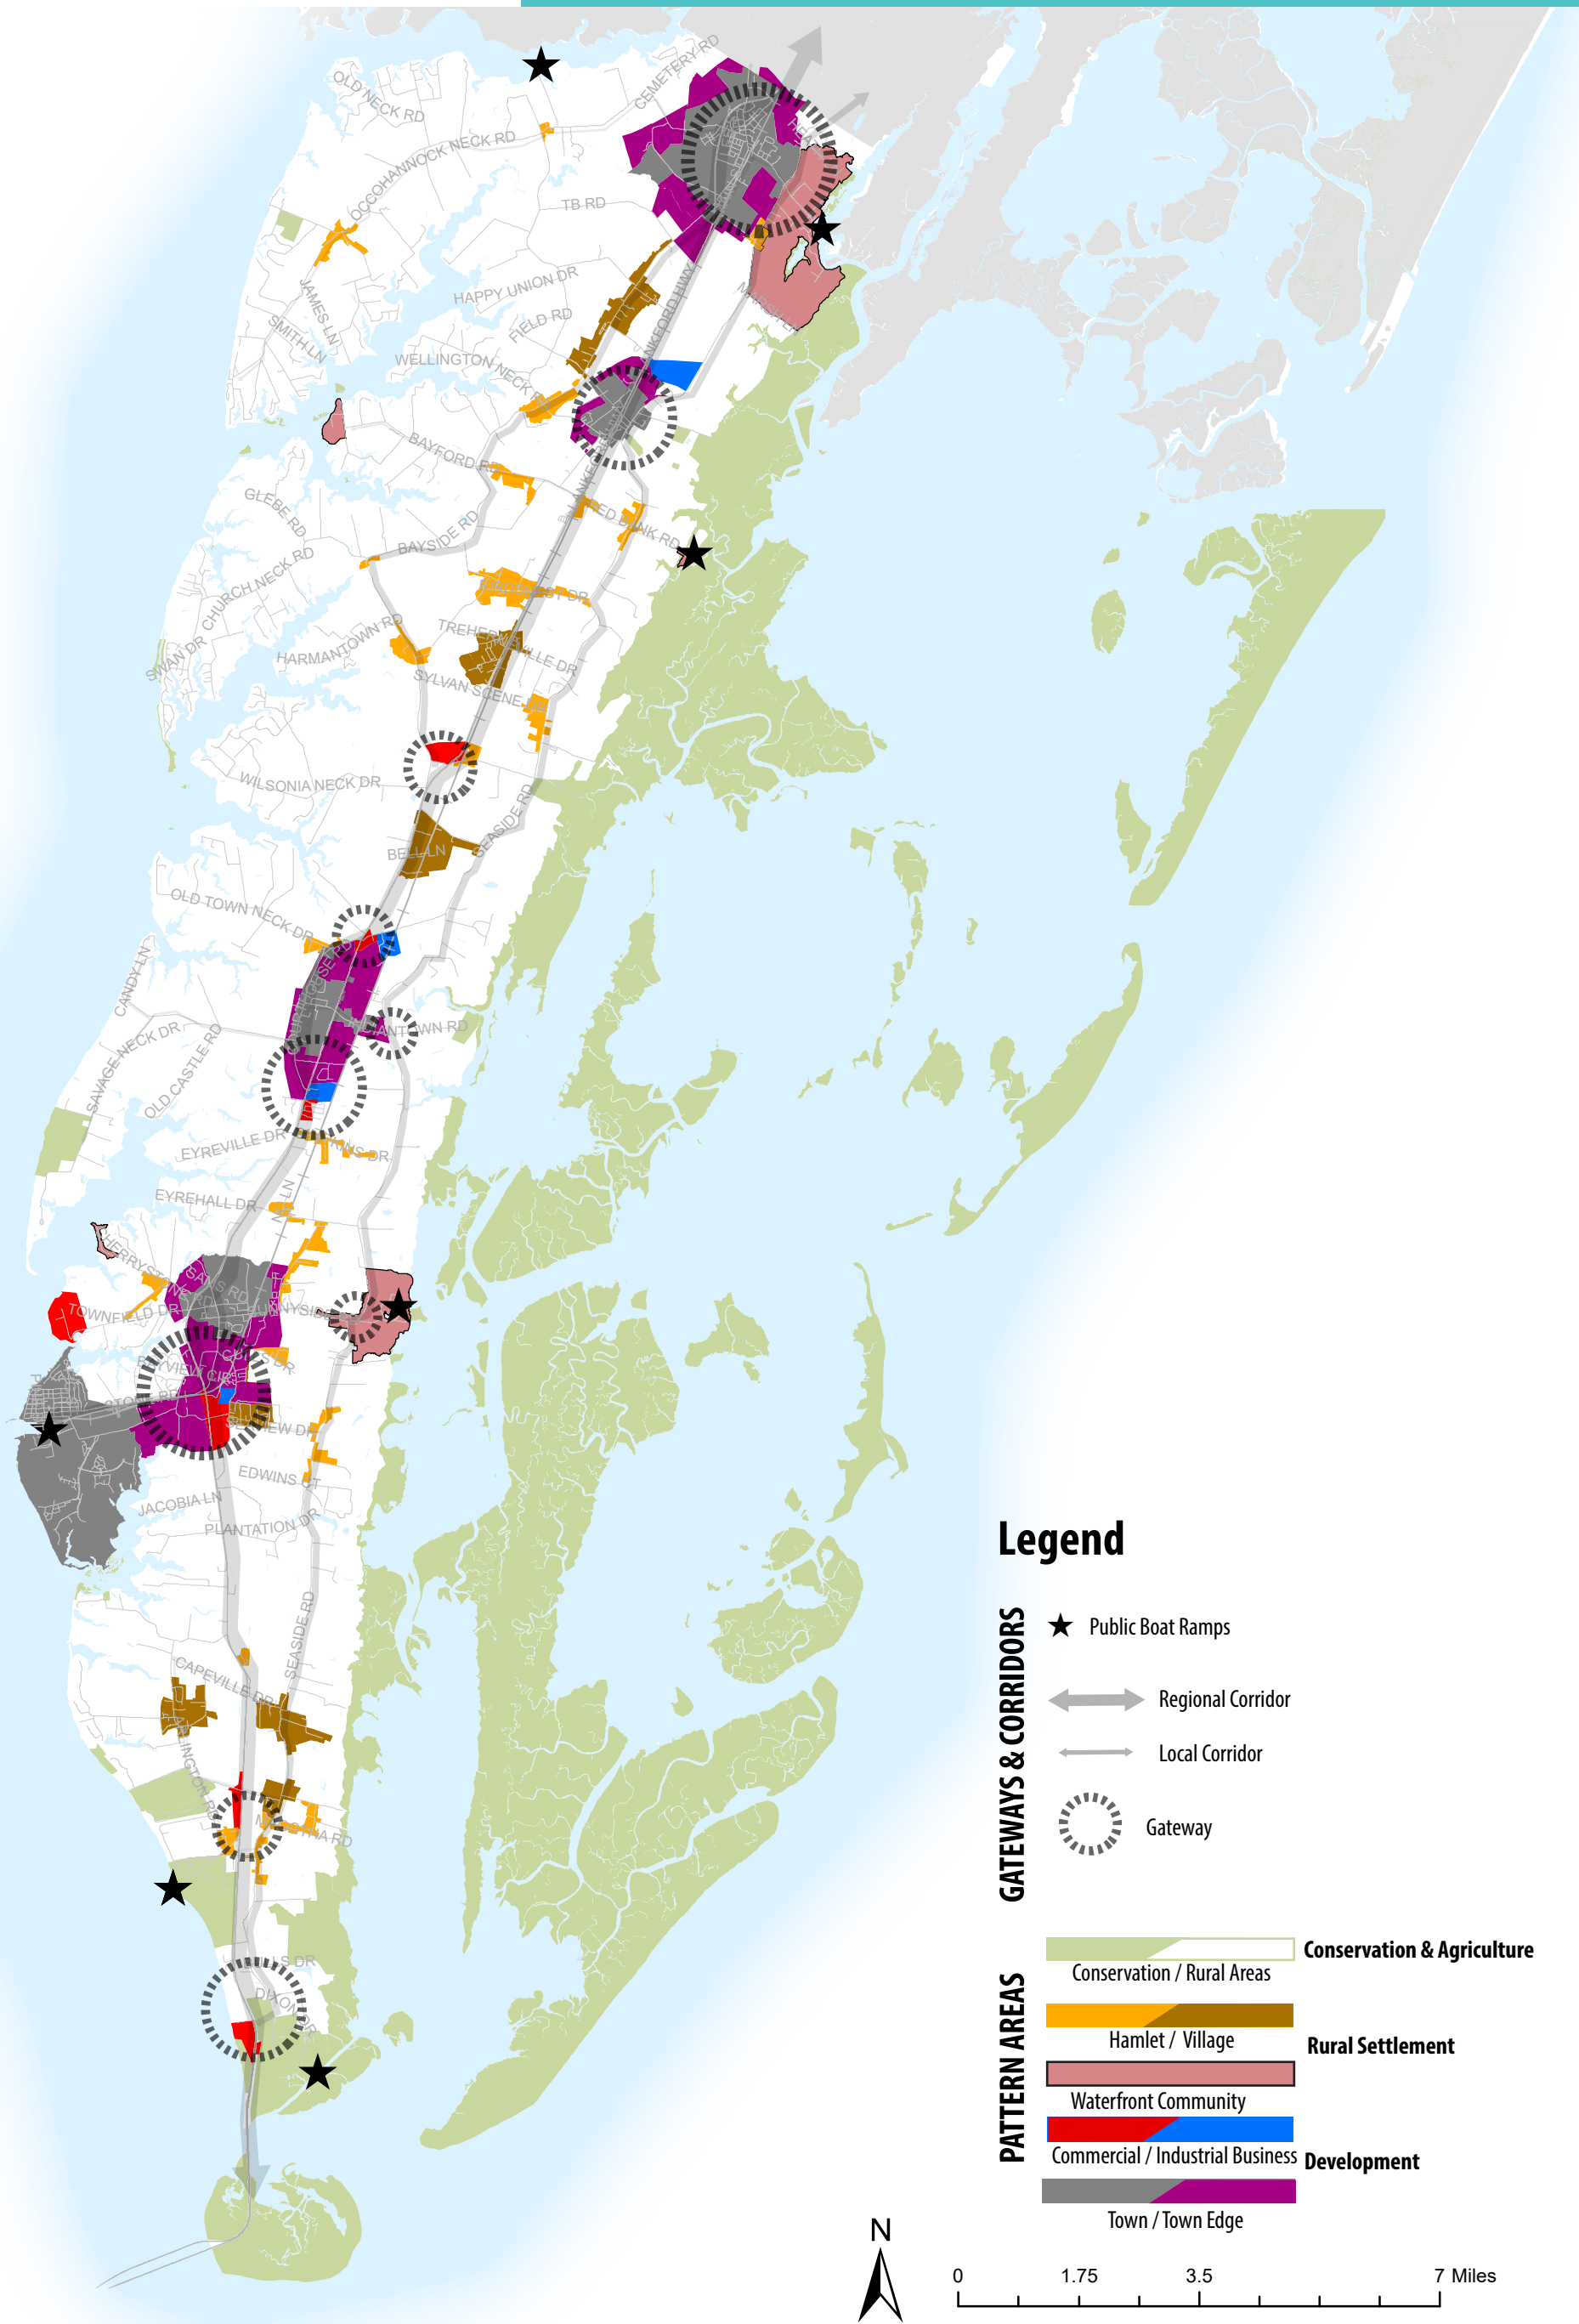 OLD NECK RD
CEMETERY RD
OCCOHANNOCK NECK RD
TB RD
JAMES LN
SMITH LN
HAPPY UNION DR
FIELD RD
WELLINGTON NECK
BAYFORD RD
GLEBE RD
BAYSIDE RD
RED BANK RD
CHURCH NECK RD
SWAN DR
HARMANTOWN RD
SYLVAN SCENE
WILSONIA NECK DR
SEASIDE RD
BELL LN
OLD TOWN NECK DR
CANDY LN
SAVAGE NECK DR
OLD CASTLE RD
EYREVILLE DR
EYREHALL DR
TOWNFIELD DR
EDWINS CT
JACOBIA LN
PLANTATION DR
SEASIDE RD
CAPEVILLE DR
Legend
GATEWAYS & CORRIDORS
Public Boat Ramps
Regional Corridor
Local Corridor
Gateway
PATTERN AREAS
Conservation & Agriculture
Conservation / Rural Areas
Hamlet / Village
Rural Settlement
Waterfront Community
Commercial / Industrial Business
Development
Town / Town Edge
N
0 1.75 3.5 7 Miles